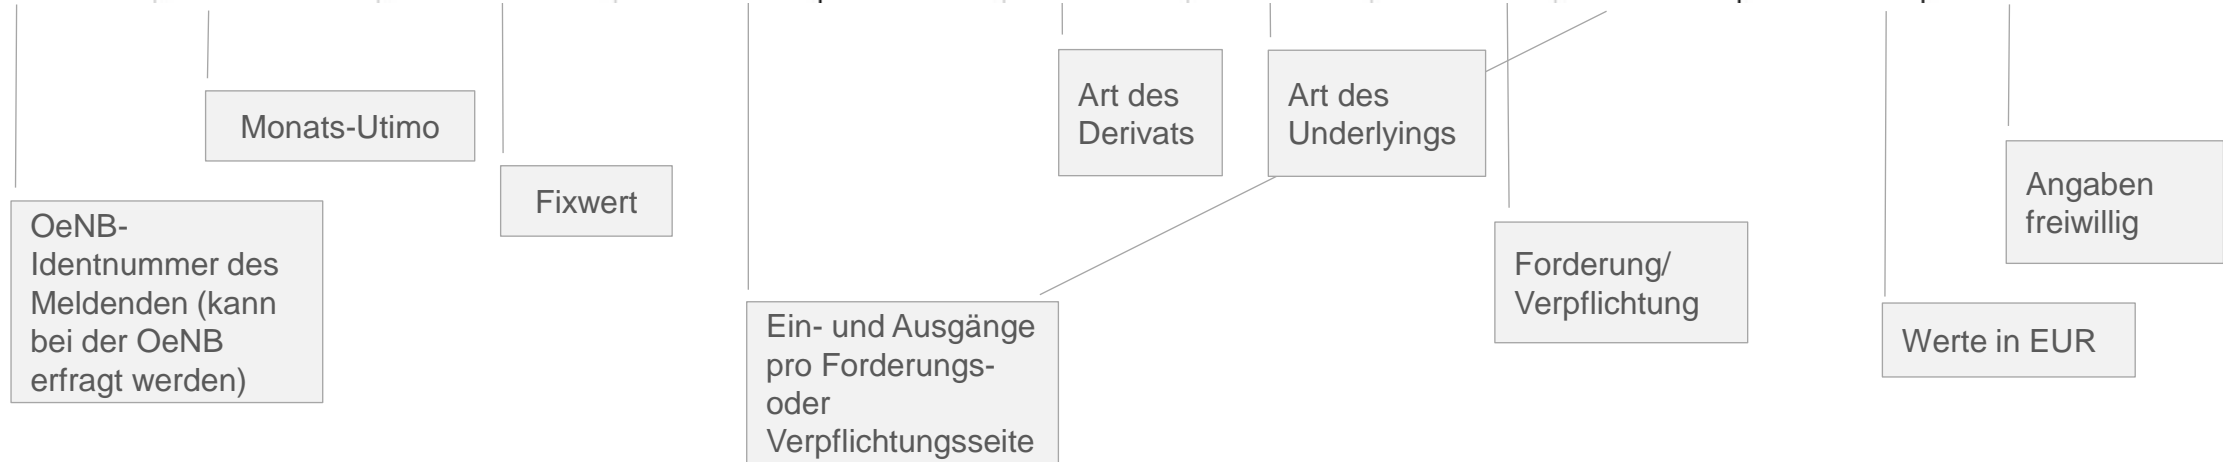 Art des
Derivats
Art des
Underlyings
Monats-Utimo
Angaben
freiwillig
Fixwert
OeNB-
Identnummer des
Meldenden (kann
bei der OeNB
erfragt werden)
Forderung/
Verpflichtung
Ein- und Ausgänge
pro Forderungs-
oder
Verpflichtungsseite
Werte in EUR